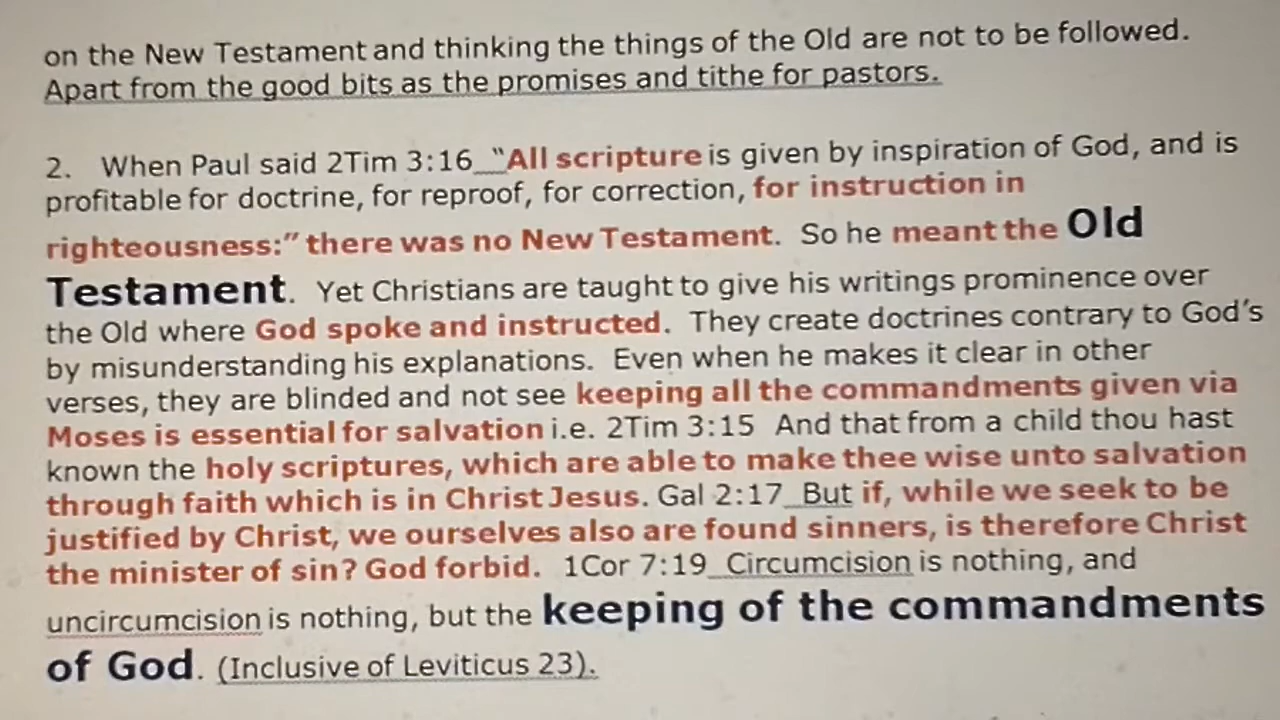 on the New Testament and thinking the things of the Old are not to be followed.
Apart from the good bits as the promises and tithe for pastors.
2. When Paul said 2Tim 3:16 "All scripture is given by inspiration of God, and is
profitable for doctrine, for reproof, for correction, for instruction in
righteousness:" there was no New Testament. So he meant the Old
Testament. Yet Christians are taught to give his writings prominence over
the Old where God spoke and instructed. They create doctrines contrary to God's
by misunderstanding his explanations. Even when he makes it clear in other
verses, they are blinded and not see keeping all the commandments given via
Moses is essential for salvation i.e. 2Tim 3:15 And that from a child thou hast
known the holy scriptures, which are able to make thee wise unto salvation
through faith which is in Christ Jesus. Gal 2:17 But if, while we seek to be
justified by Christ, we ourselves also are found sinners, is therefore Christ
the minister of sin? God forbid. 1Cor 7:19 Circumcision is nothing, and
uncircumcision is nothing, but the keeping of the commandments
of God. (Inclusive of Leviticus 23).